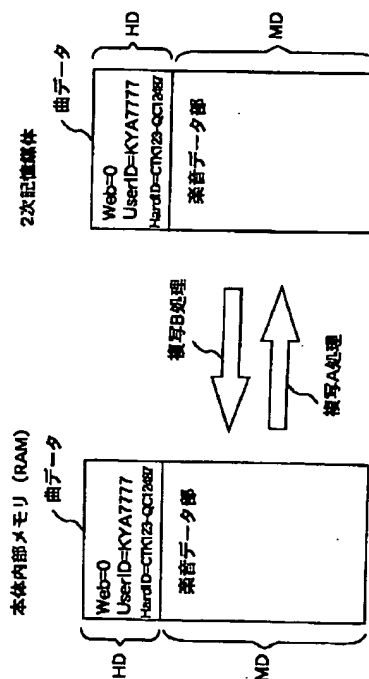 本体内部メモリ (RAM)
曲データ
HD
Web=0
UserID=KYA7777
HardID=CTK123-QC12487
楽音データ部
MD
複写B処理
複写A処理
2次記憶媒体
曲データ
Web=0
UserID=KYA7777
HardID=CTK123-QC12487
HD
楽音データ部
MD